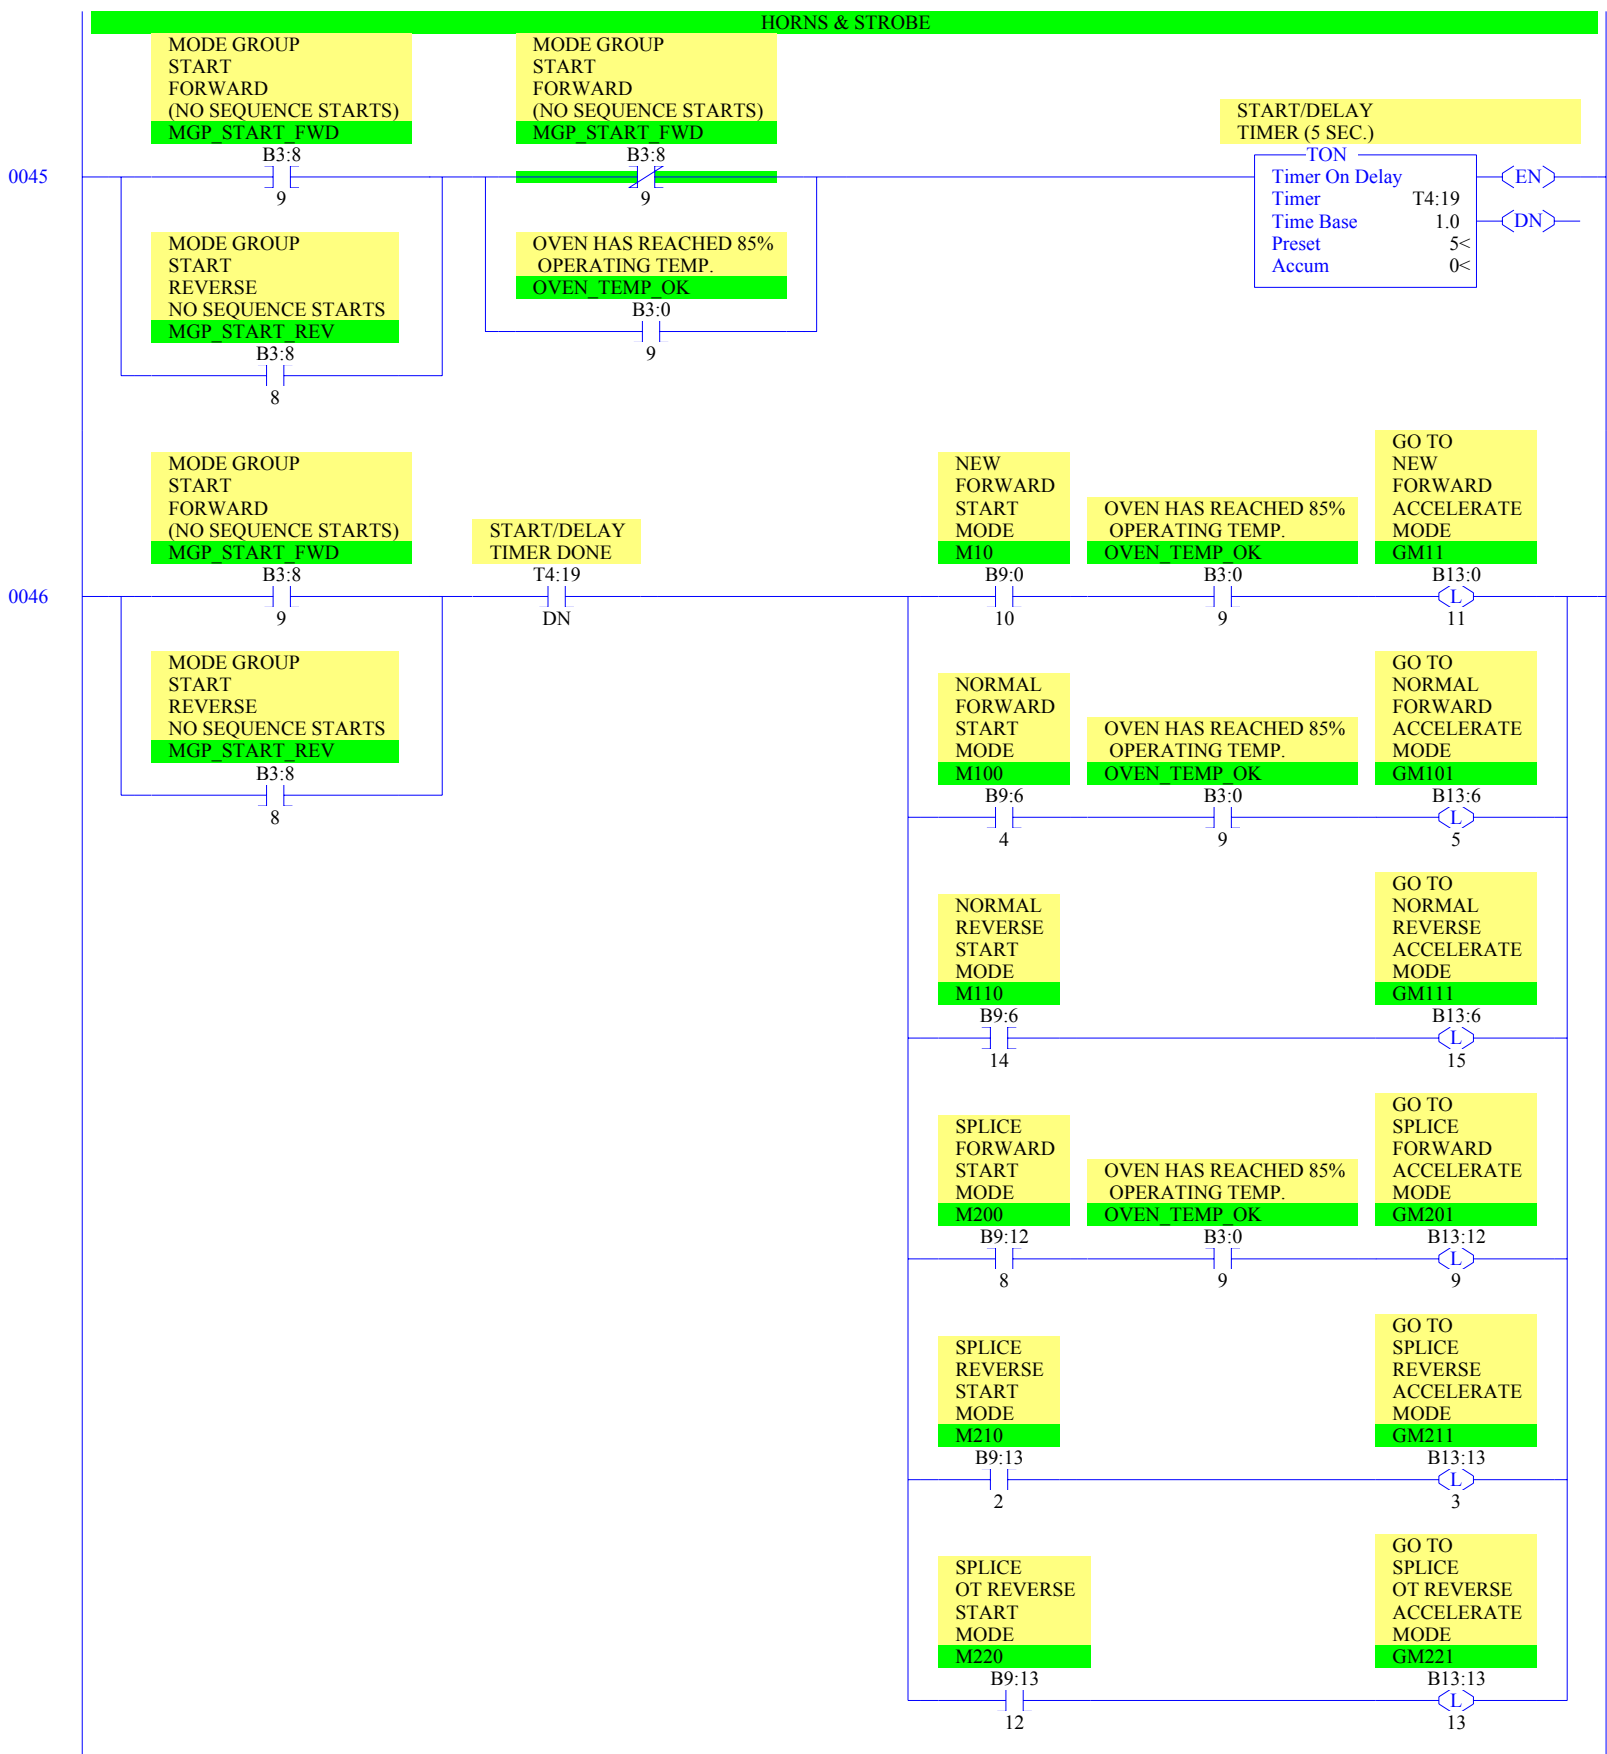 HORNS & STROBE
MODE GROUP
START
FORWARD
(NO SEQUENCE STARTS)
MGP_START_FWD
B3:8
9
MODE GROUP
START
FORWARD
(NO SEQUENCE STARTS)
MGP_START_FWD
B3:8
9
START/DELAY
TIMER (5 SEC.)
TON
Timer On Delay
Timer T4:19
Time Base 1.0
Preset 5<
Accum 0<
EN
DN
0045
MODE GROUP
START
REVERSE
NO SEQUENCE STARTS
MGP_START_REV
B3:8
8
OVEN HAS REACHED 85%
OPERATING TEMP.
OVEN_TEMP_OK
B3:0
9
0046
MODE GROUP
START
FORWARD
(NO SEQUENCE STARTS)
MGP_START_FWD
B3:8
9
START/DELAY
TIMER DONE
T4:19
DN
NEW
FORWARD
START
MODE
M10
B9:0
10
OVEN HAS REACHED 85%
OPERATING TEMP.
OVEN_TEMP_OK
B3:0
9
GO TO
NEW
FORWARD
ACCELERATE
MODE
GM11
B13:0
L
11
MODE GROUP
START
REVERSE
NO SEQUENCE STARTS
MGP_START_REV
B3:8
8
NORMAL
FORWARD
START
MODE
M100
B9:6
4
OVEN HAS REACHED 85%
OPERATING TEMP.
OVEN_TEMP_OK
B3:0
9
GO TO
NORMAL
FORWARD
ACCELERATE
MODE
GM101
B13:6
L
5
NORMAL
REVERSE
START
MODE
M110
B9:6
14
GO TO
NORMAL
REVERSE
ACCELERATE
MODE
GM111
B13:6
L
15
SPLICE
FORWARD
START
MODE
M200
B9:12
8
OVEN HAS REACHED 85%
OPERATING TEMP.
OVEN_TEMP_OK
B3:0
9
GO TO
SPLICE
FORWARD
ACCELERATE
MODE
GM201
B13:12
L
9
SPLICE
REVERSE
START
MODE
M210
B9:13
2
GO TO
SPLICE
REVERSE
ACCELERATE
MODE
GM211
B13:13
L
3
SPLICE
OT REVERSE
START
MODE
M220
B9:13
12
GO TO
SPLICE
OT REVERSE
ACCELERATE
MODE
GM221
B13:13
L
13